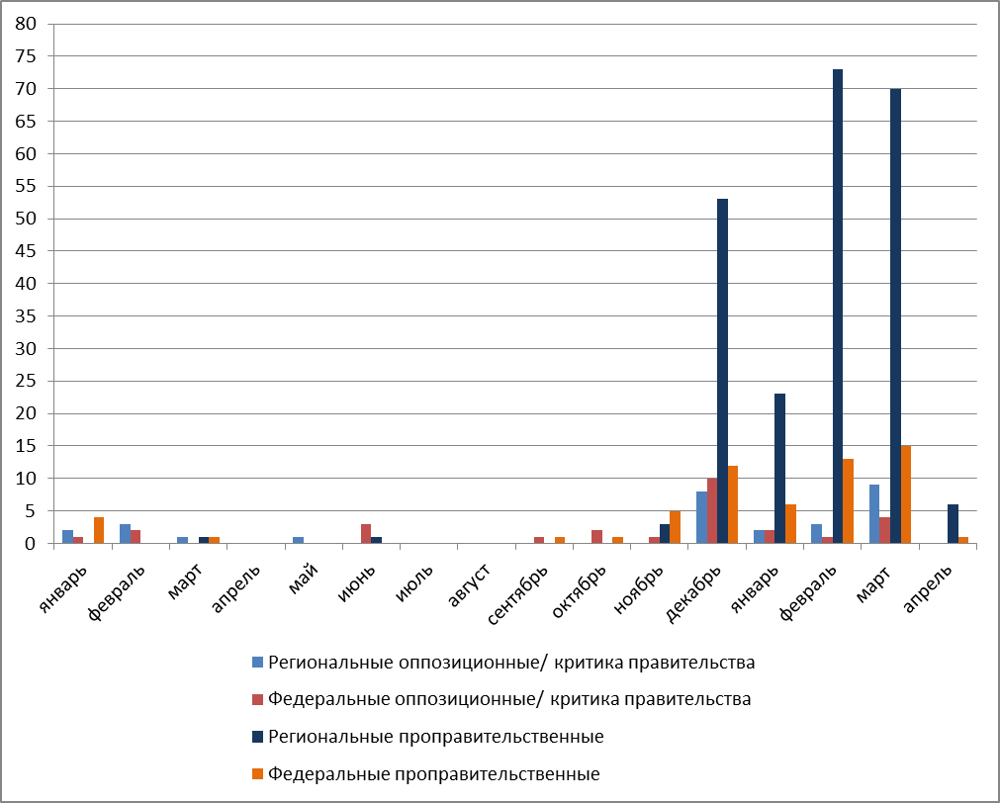 80
75
70
65
60
55
50
45
40
35
30
25
20
15
10
5
0
январь
февраль
март
апрель
май
июнь
июль
август
сентябрь
октябрь
ноябрь
декабрь
январь
февраль
март
апрель
Региональные оппозиционные/ критика правительства
Федеральные оппозиционные/ критика правительства
Региональные проправительственные
Федеральные проправительственные